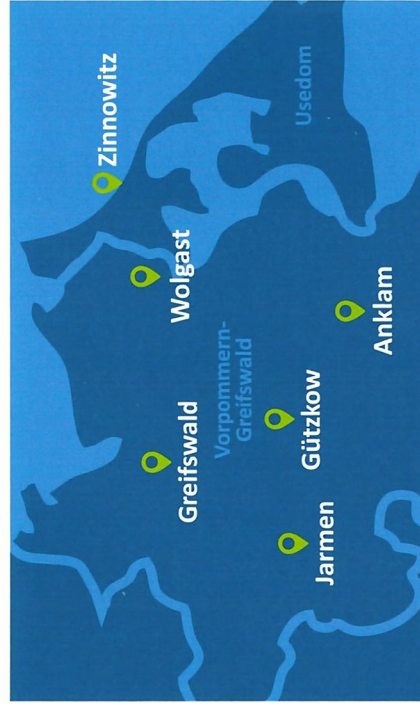 Zinnowitz
Usedom
Wolgast
Greifswald
Vorpommern-
Greifswald
Gützkow
Anklam
Jarmen